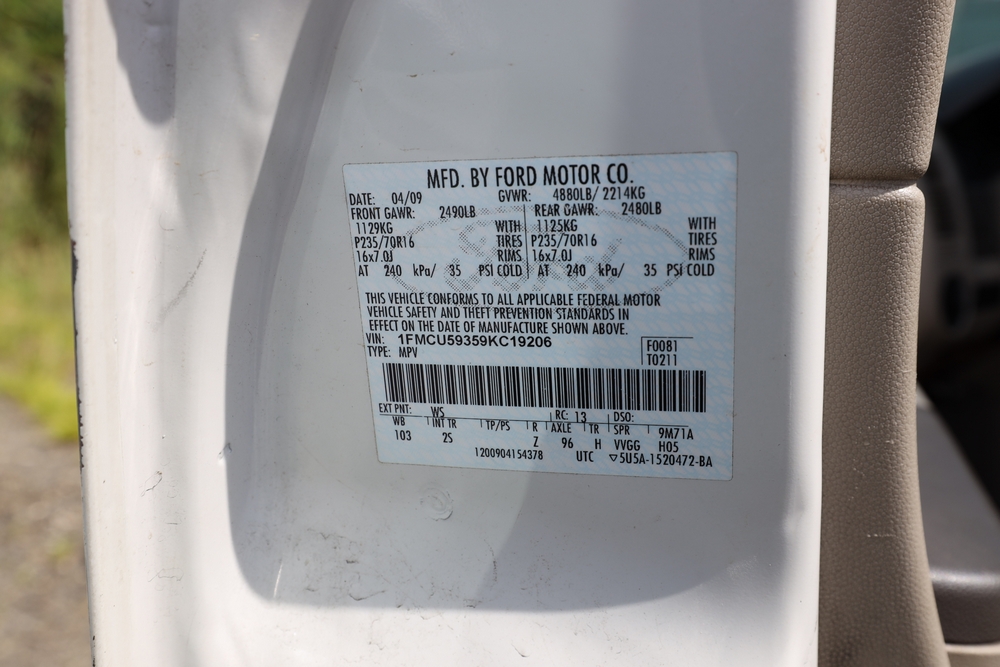 MFD. BY FORD MOTOR CO.
DATE: 04/09 GVWR: 4880LB/ 2214KG
FRONT GAWR: 2490LB REAR GAWR: 2480LB
1129KG WITH 1125KG WITH
P235/70R16 TIRES P235/70R16 TIRES
16x7.0J RIMS 16x7.0J RIMS
AT 240 kPa/ 35 PSI COLD AT 240 kPa/ 35 PSI COLD
THIS VEHICLE CONFORMS TO ALL APPLICABLE FEDERAL MOTOR
VEHICLE SAFETY AND THEFT PREVENTION STANDARDS IN
EFFECT ON THE DATE OF MANUFACTURE SHOWN ABOVE.
VIN: 1FMCU59359KC19206 F0081
TYPE: MPV T0211
EXT PNT: WS RC: 13 DSO:
WB INT TR TP/PS R AXLE TR SPR 9M71A
103 2S Z 96 H VVGG H05
1200904154378 UTC ▽5U5A-1520472-BA